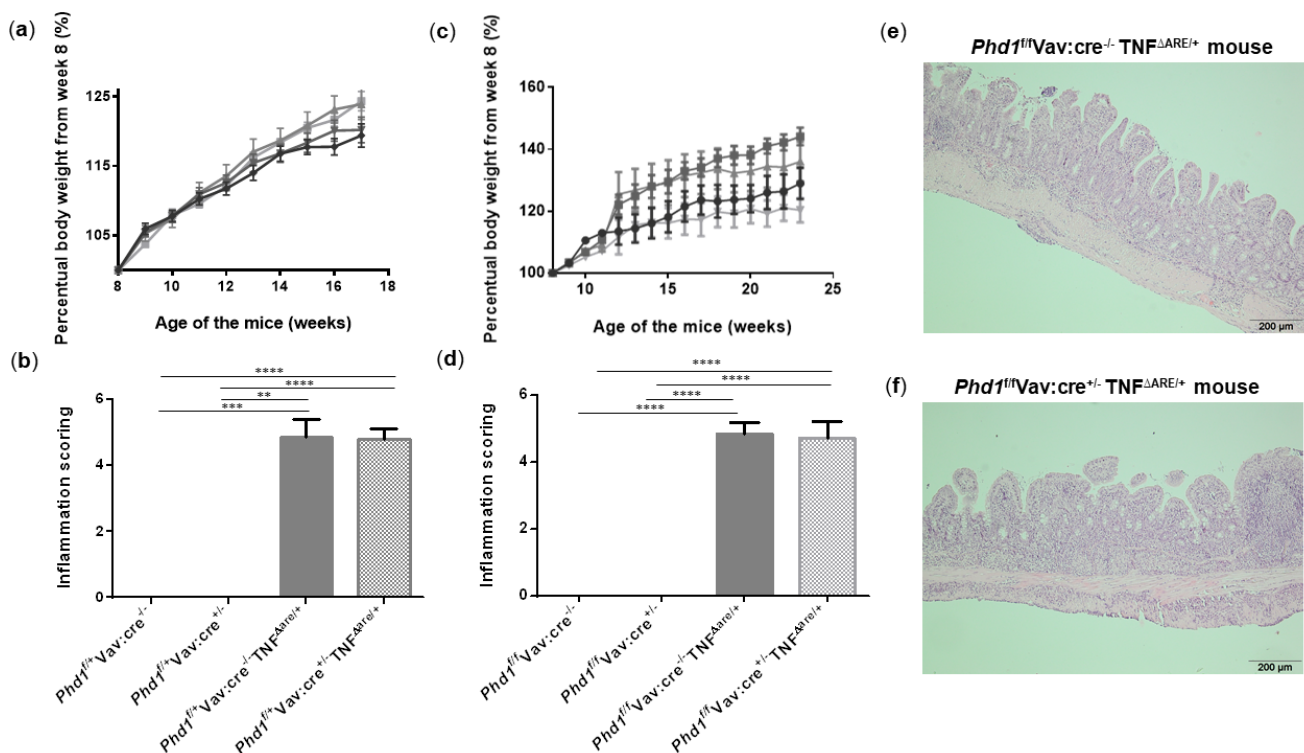 (a)
Percentual body weight from week 8 (%)
125
115
105
8 10 12 14 16 18
Age of the mice (weeks)
(b)
****
****
**
***
Inflammation scoring
6
4
2
0
Phd1f/+Vav:cre-/-
Phd1f/+Vav:cre+/-
Phd1f/+Vav:cre-/-TNFΔare/+
Phd1f/+Vav:cre+/-TNFΔare/+
(c)
Percentual body weight from week 8 (%)
160
140
120
100
10 15 20 25
Age of the mice (weeks)
(d)
****
****
****
****
Inflammation scoring
6
4
2
0
Phd1f/fVav:cre-/-
Phd1f/fVav:cre+/-
Phd1f/fVav:cre-/-TNFΔare/+
Phd1f/fVav:cre+/-TNFΔare/+
(e)
Phd1f/fVav:cre-/- TNFΔARE/+ mouse
200 µm
(f)
Phd1f/fVav:cre+/- TNFΔARE/+ mouse
200 µm